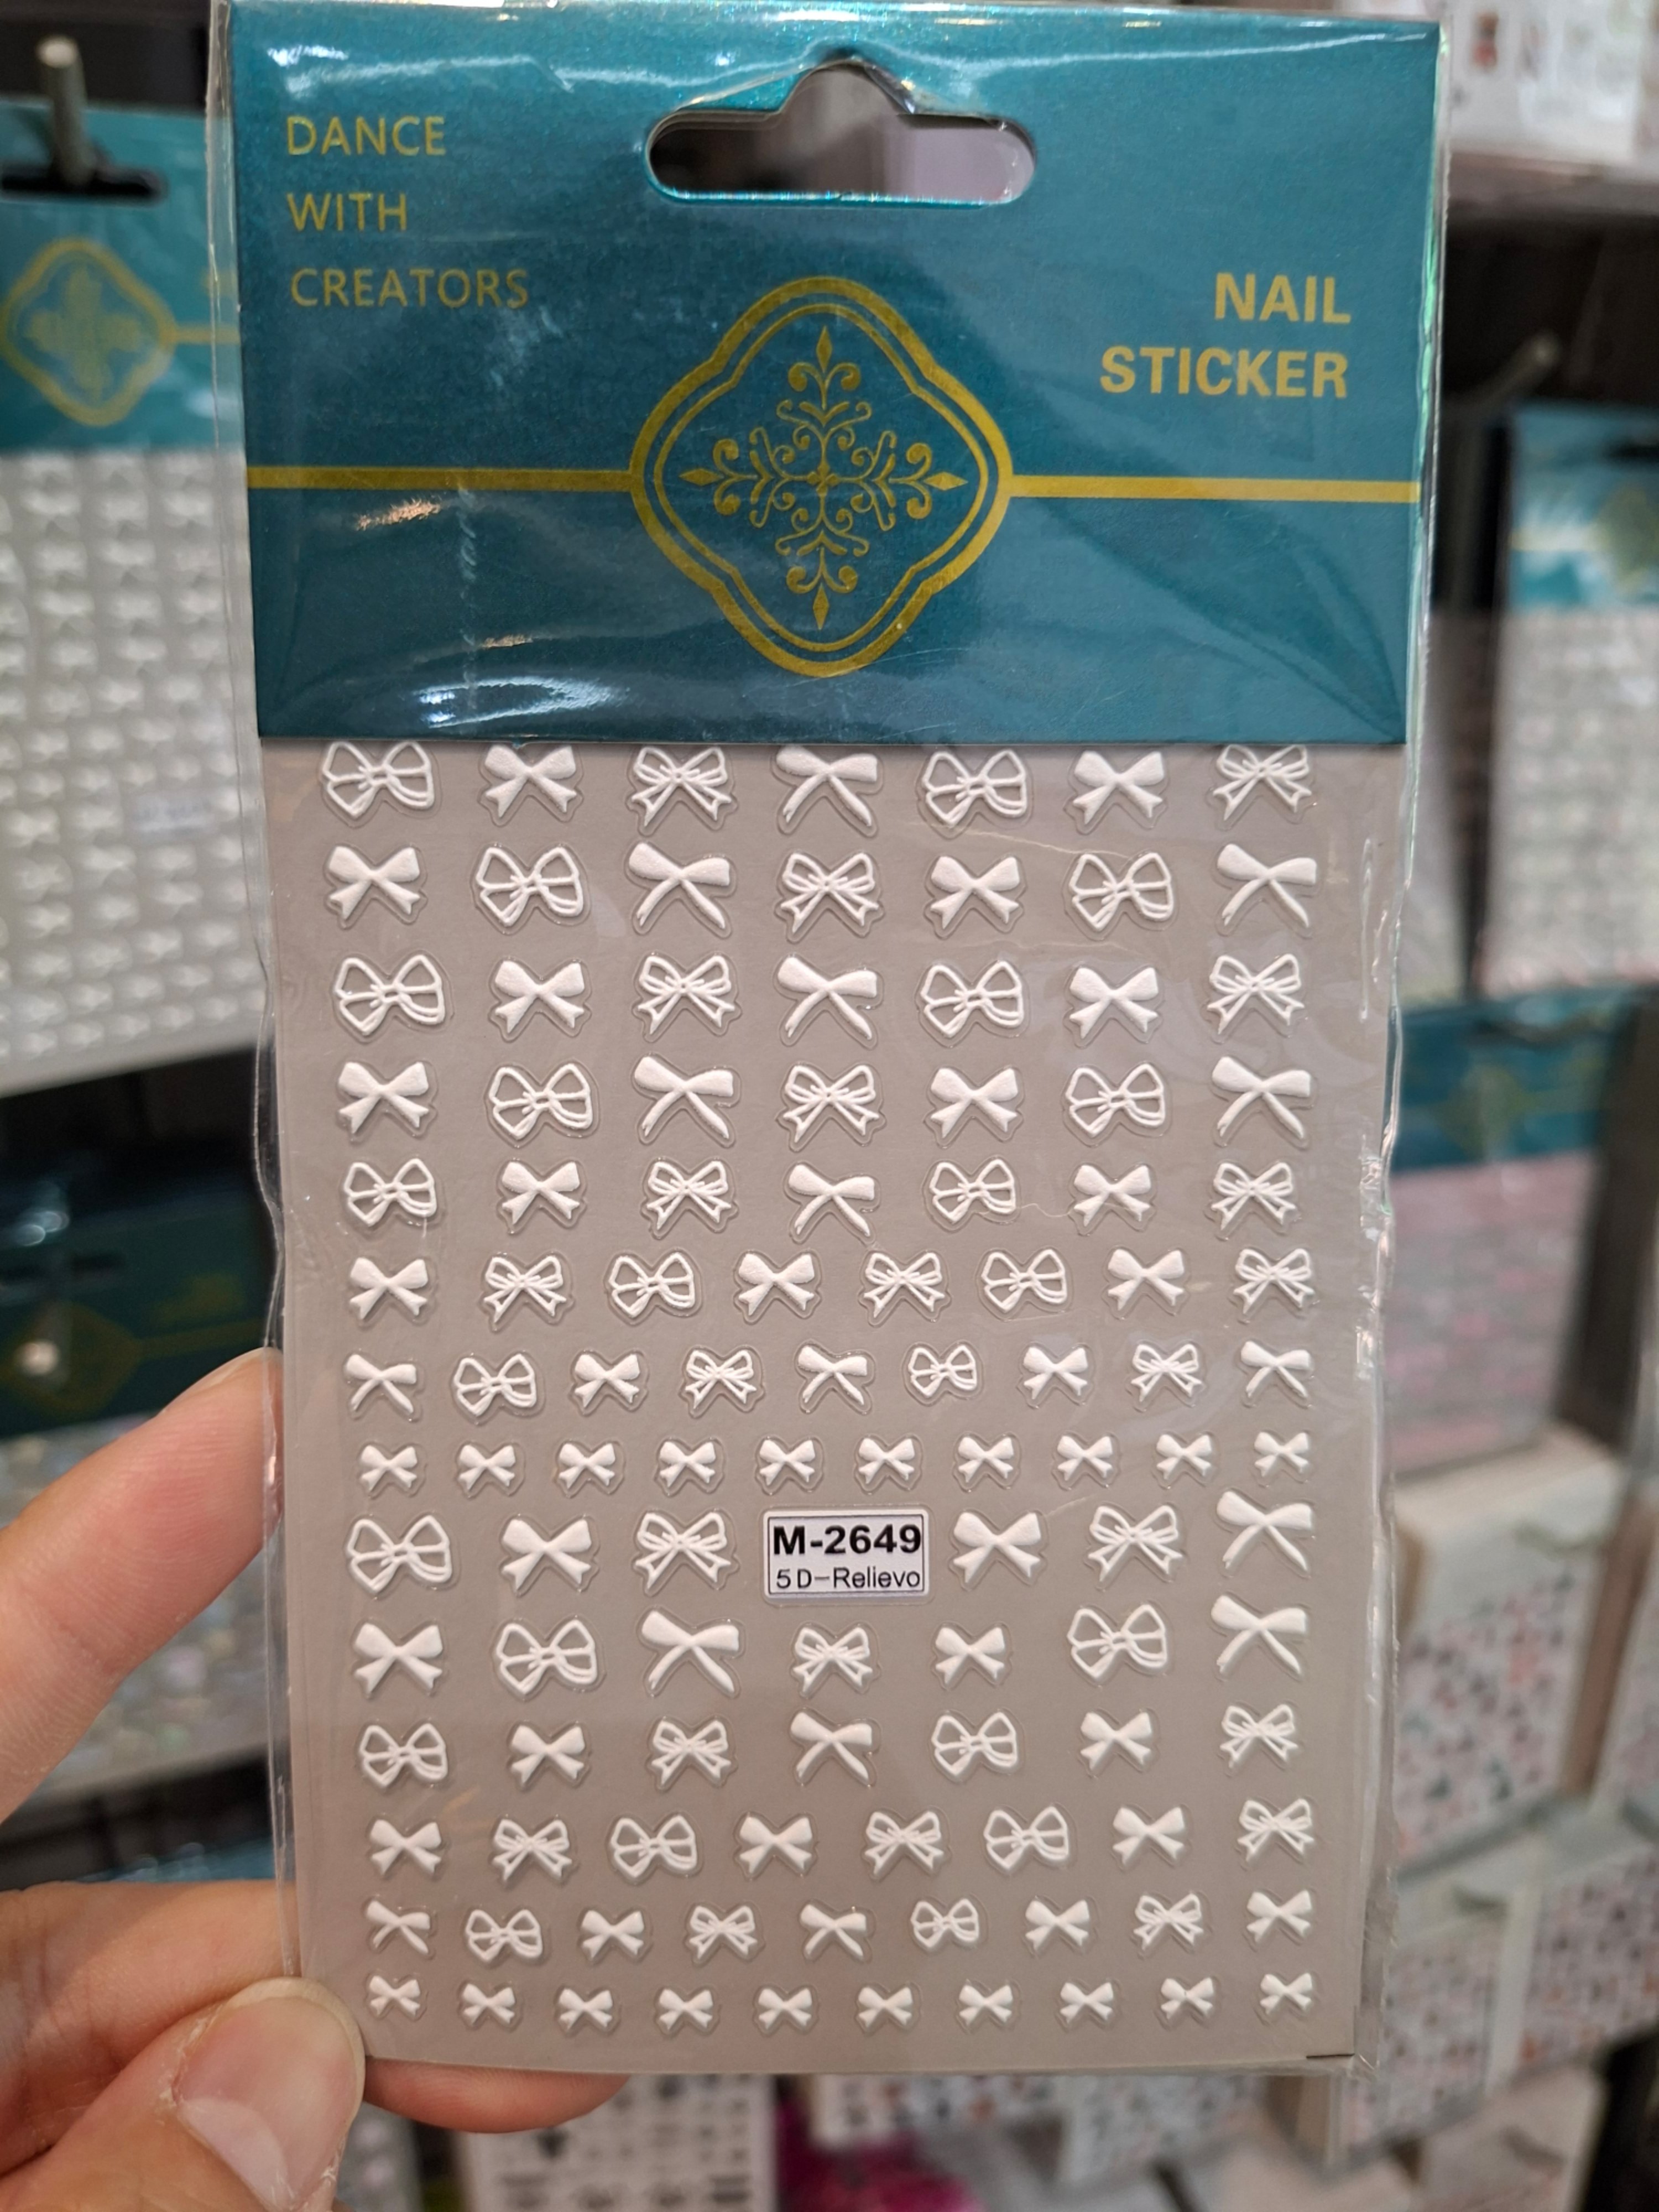 DANCE
WITH
CREATORS
NAIL
STICKER
M-2649
5D-Relievo